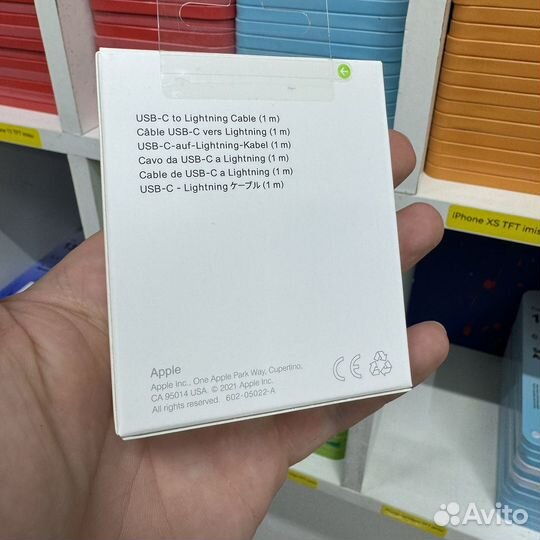 USB-C to Lightning Cable (1 m)
Câble USB-C vers Lightning (1 m)
USB-C-auf-Lightning-Kabel (1 m)
Cavo da USB-C a Lightning (1 m)
Cable de USB-C a Lightning (1 m)
USB-C - Lightning ケーブル (1 m)
Apple
Apple Inc., One Apple Park Way, Cupertino,
CA 95014 USA. © 2021 Apple Inc.
All rights reserved. 602-05022-A
CE
iPhone XS TFT
Avito